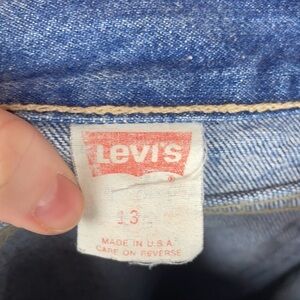 Levi's
®
13
MADE IN U.S.A.
CARE ON REVERSE